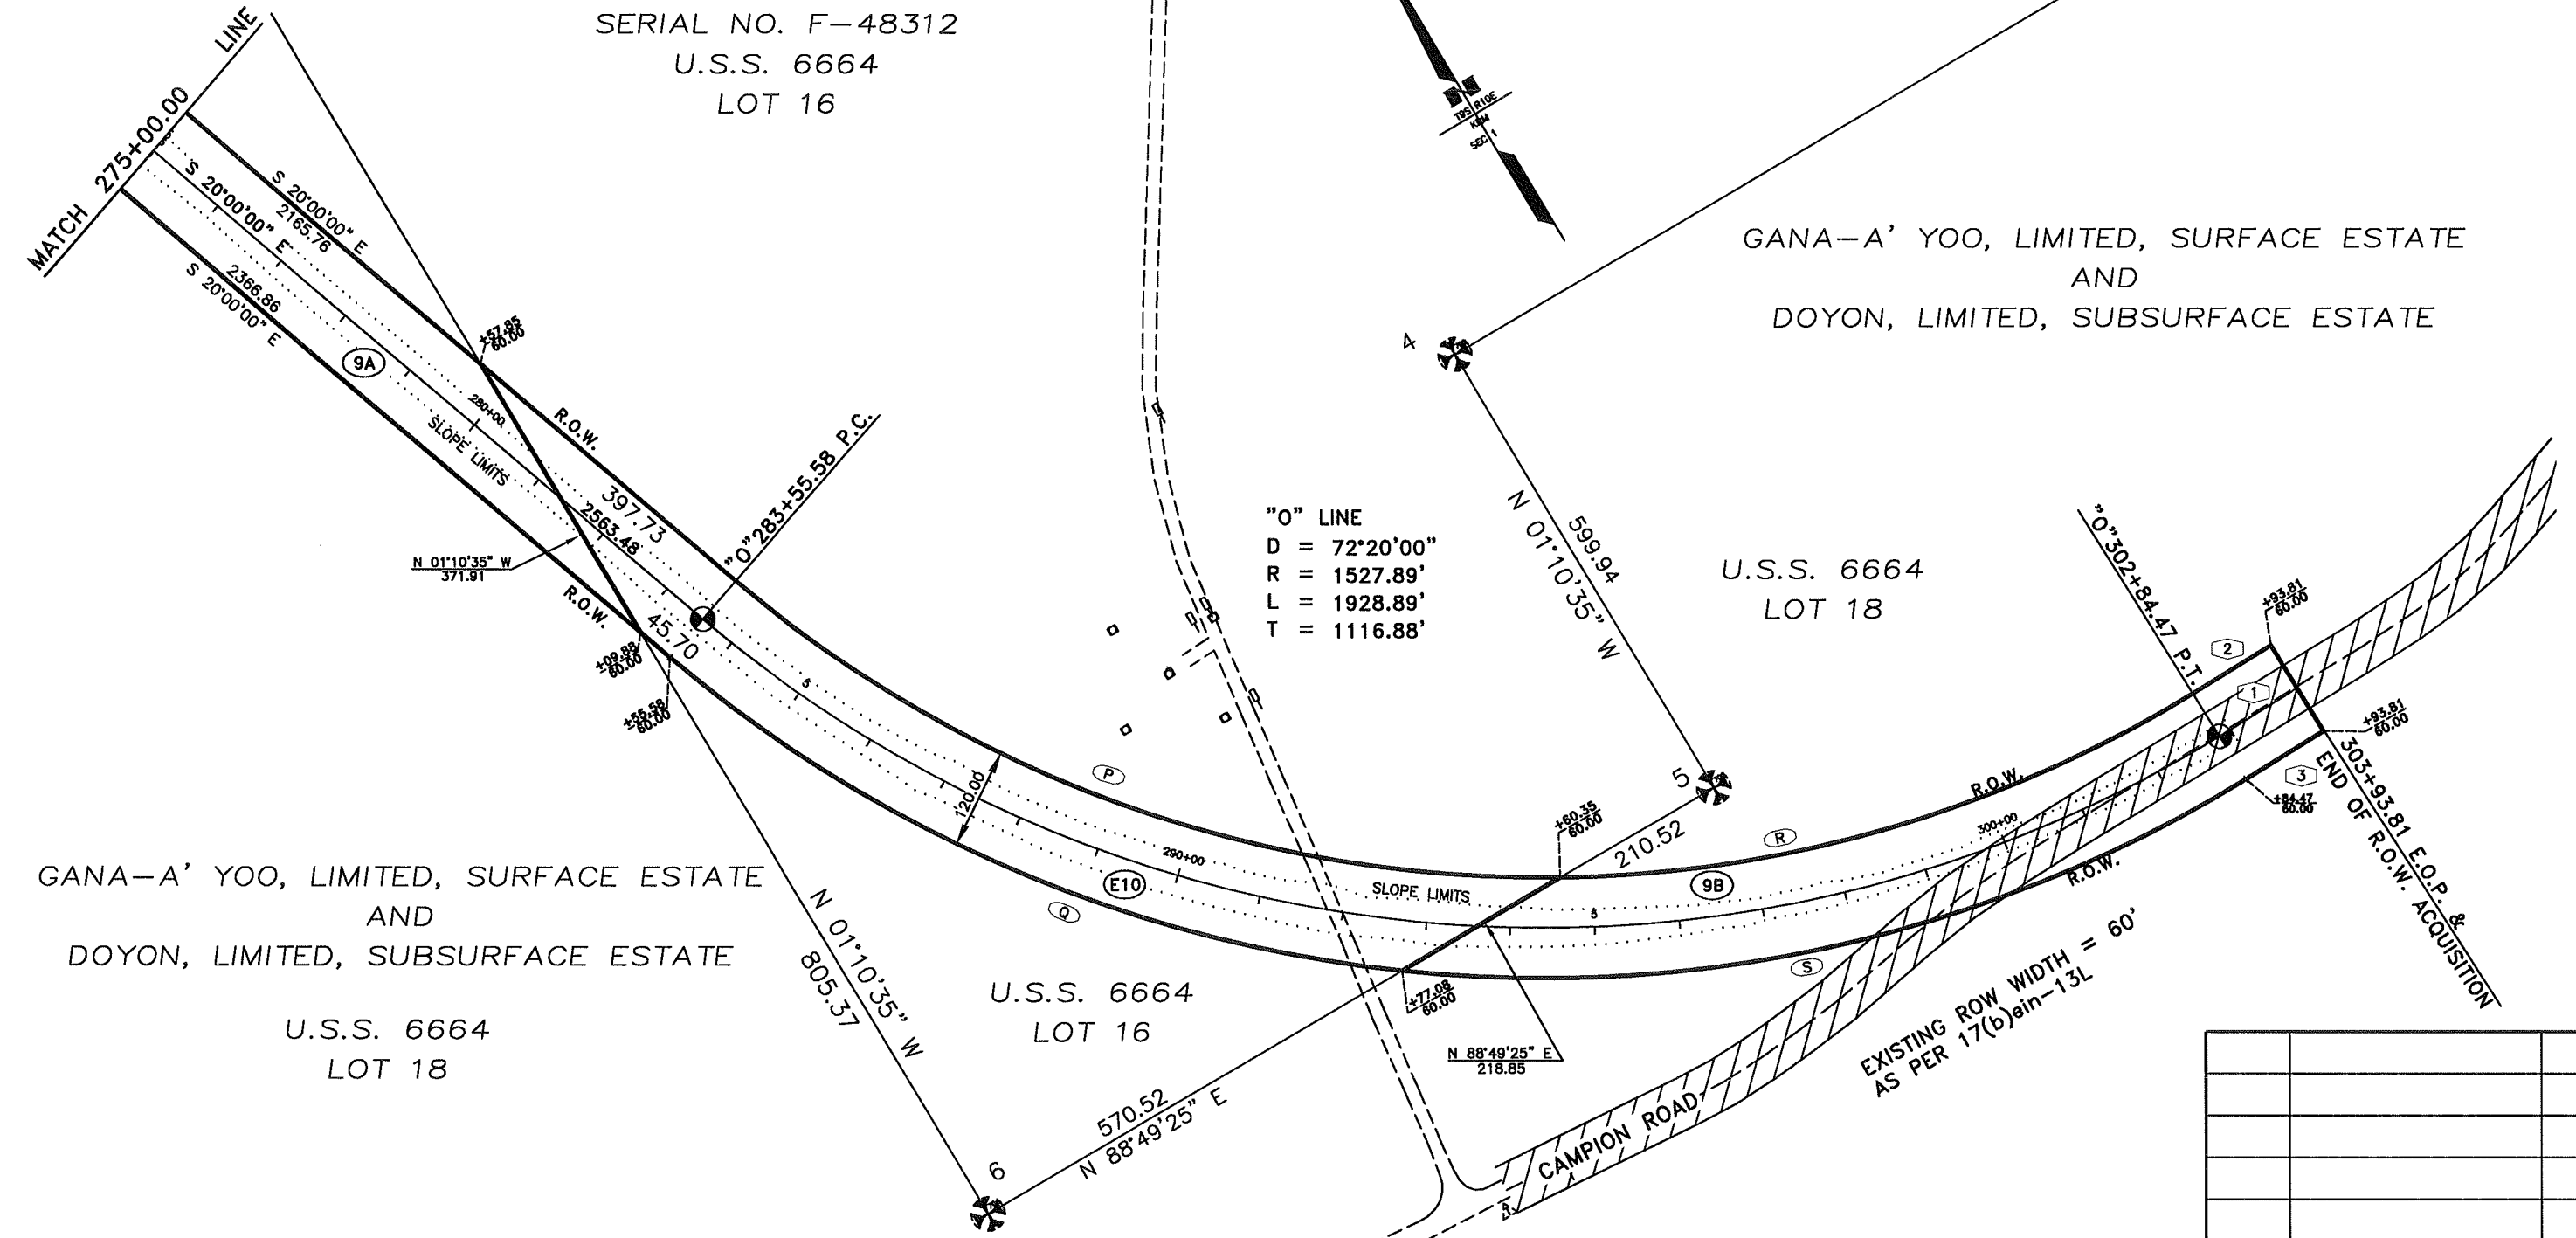 SERIAL NO. F-48312
U.S.S. 6664
LOT 16
MATCH 275+00.00 LINE
S 20°00'00" E
2165.76
S 20°00'00" E
2366.86
S 20°00'00" E
9A
280+00
SLOPE LIMITS
+57.85
60.00
R.O.W.
397.73
2563.48
"O"283+55.58 P.C.
N 01°10'35" W
371.91
R.O.W.
45.70
+09.88
60.00
+55.58
60.00
5
T9S R10E
KRM
SEC 1
GANA-A' YOO, LIMITED, SURFACE ESTATE
AND
DOYON, LIMITED, SUBSURFACE ESTATE
4
599.94
N 01°10'35" W
"O" LINE
D = 72°20'00"
R = 1527.89'
L = 1928.89'
T = 1116.88'
U.S.S. 6664
LOT 18
"O"302+84.47 P.T.
+93.81
60.00
2
1
+93.81
60.00
3
+84.47
60.00
303+93.81 E.O.P. &
END OF R.O.W. ACQUISITION
5
+60.35
60.00
210.52
R
R.O.W.
300+00
9B
R.O.W.
P
120.00'
290+00
E10
Q
SLOPE LIMITS
5
S
+77.08
60.00
N 88°49'25" E
218.85
EXISTING ROW WIDTH = 60'
AS PER 17(b)ein-13L
GANA-A' YOO, LIMITED, SURFACE ESTATE
AND
DOYON, LIMITED, SUBSURFACE ESTATE
U.S.S. 6664
LOT 18
N 01°10'35" W
805.37
U.S.S. 6664
LOT 16
570.52
N 88°49'25" E
6
CAMPION ROAD